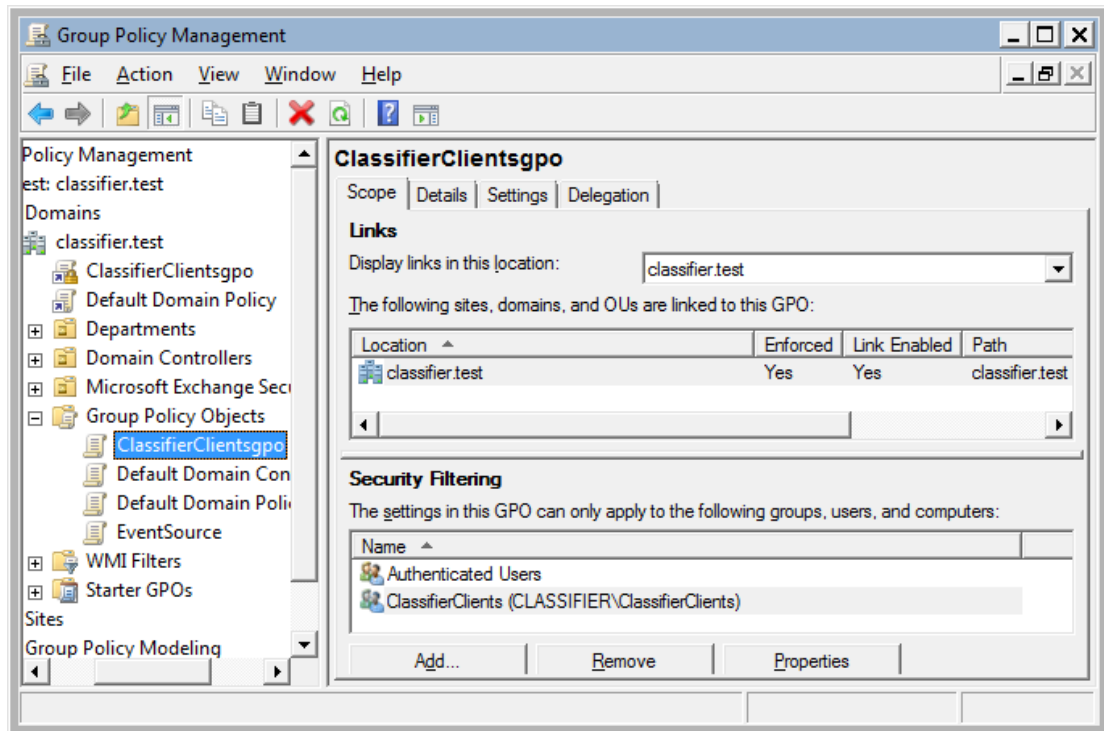 Group Policy Management
File Action View Window Help
Policy Management
est: classifier.test
Domains
classifier.test
ClassifierClientsgpo
Default Domain Policy
Departments
Domain Controllers
Microsoft Exchange Secu
Group Policy Objects
ClassifierClientsgpo
Default Domain Con
Default Domain Poli
EventSource
WMI Filters
Starter GPOs
Sites
Group Policy Modeling
ClassifierClientsgpo
Scope Details Settings Delegation
Links
Display links in this location: classifier.test
The following sites, domains, and OUs are linked to this GPO:
Location Enforced Link Enabled Path
classifier.test Yes Yes classifier.test
Security Filtering
The settings in this GPO can only apply to the following groups, users, and computers:
Name
Authenticated Users
ClassifierClients (CLASSIFIER\ClassifierClients)
Add... Remove Properties